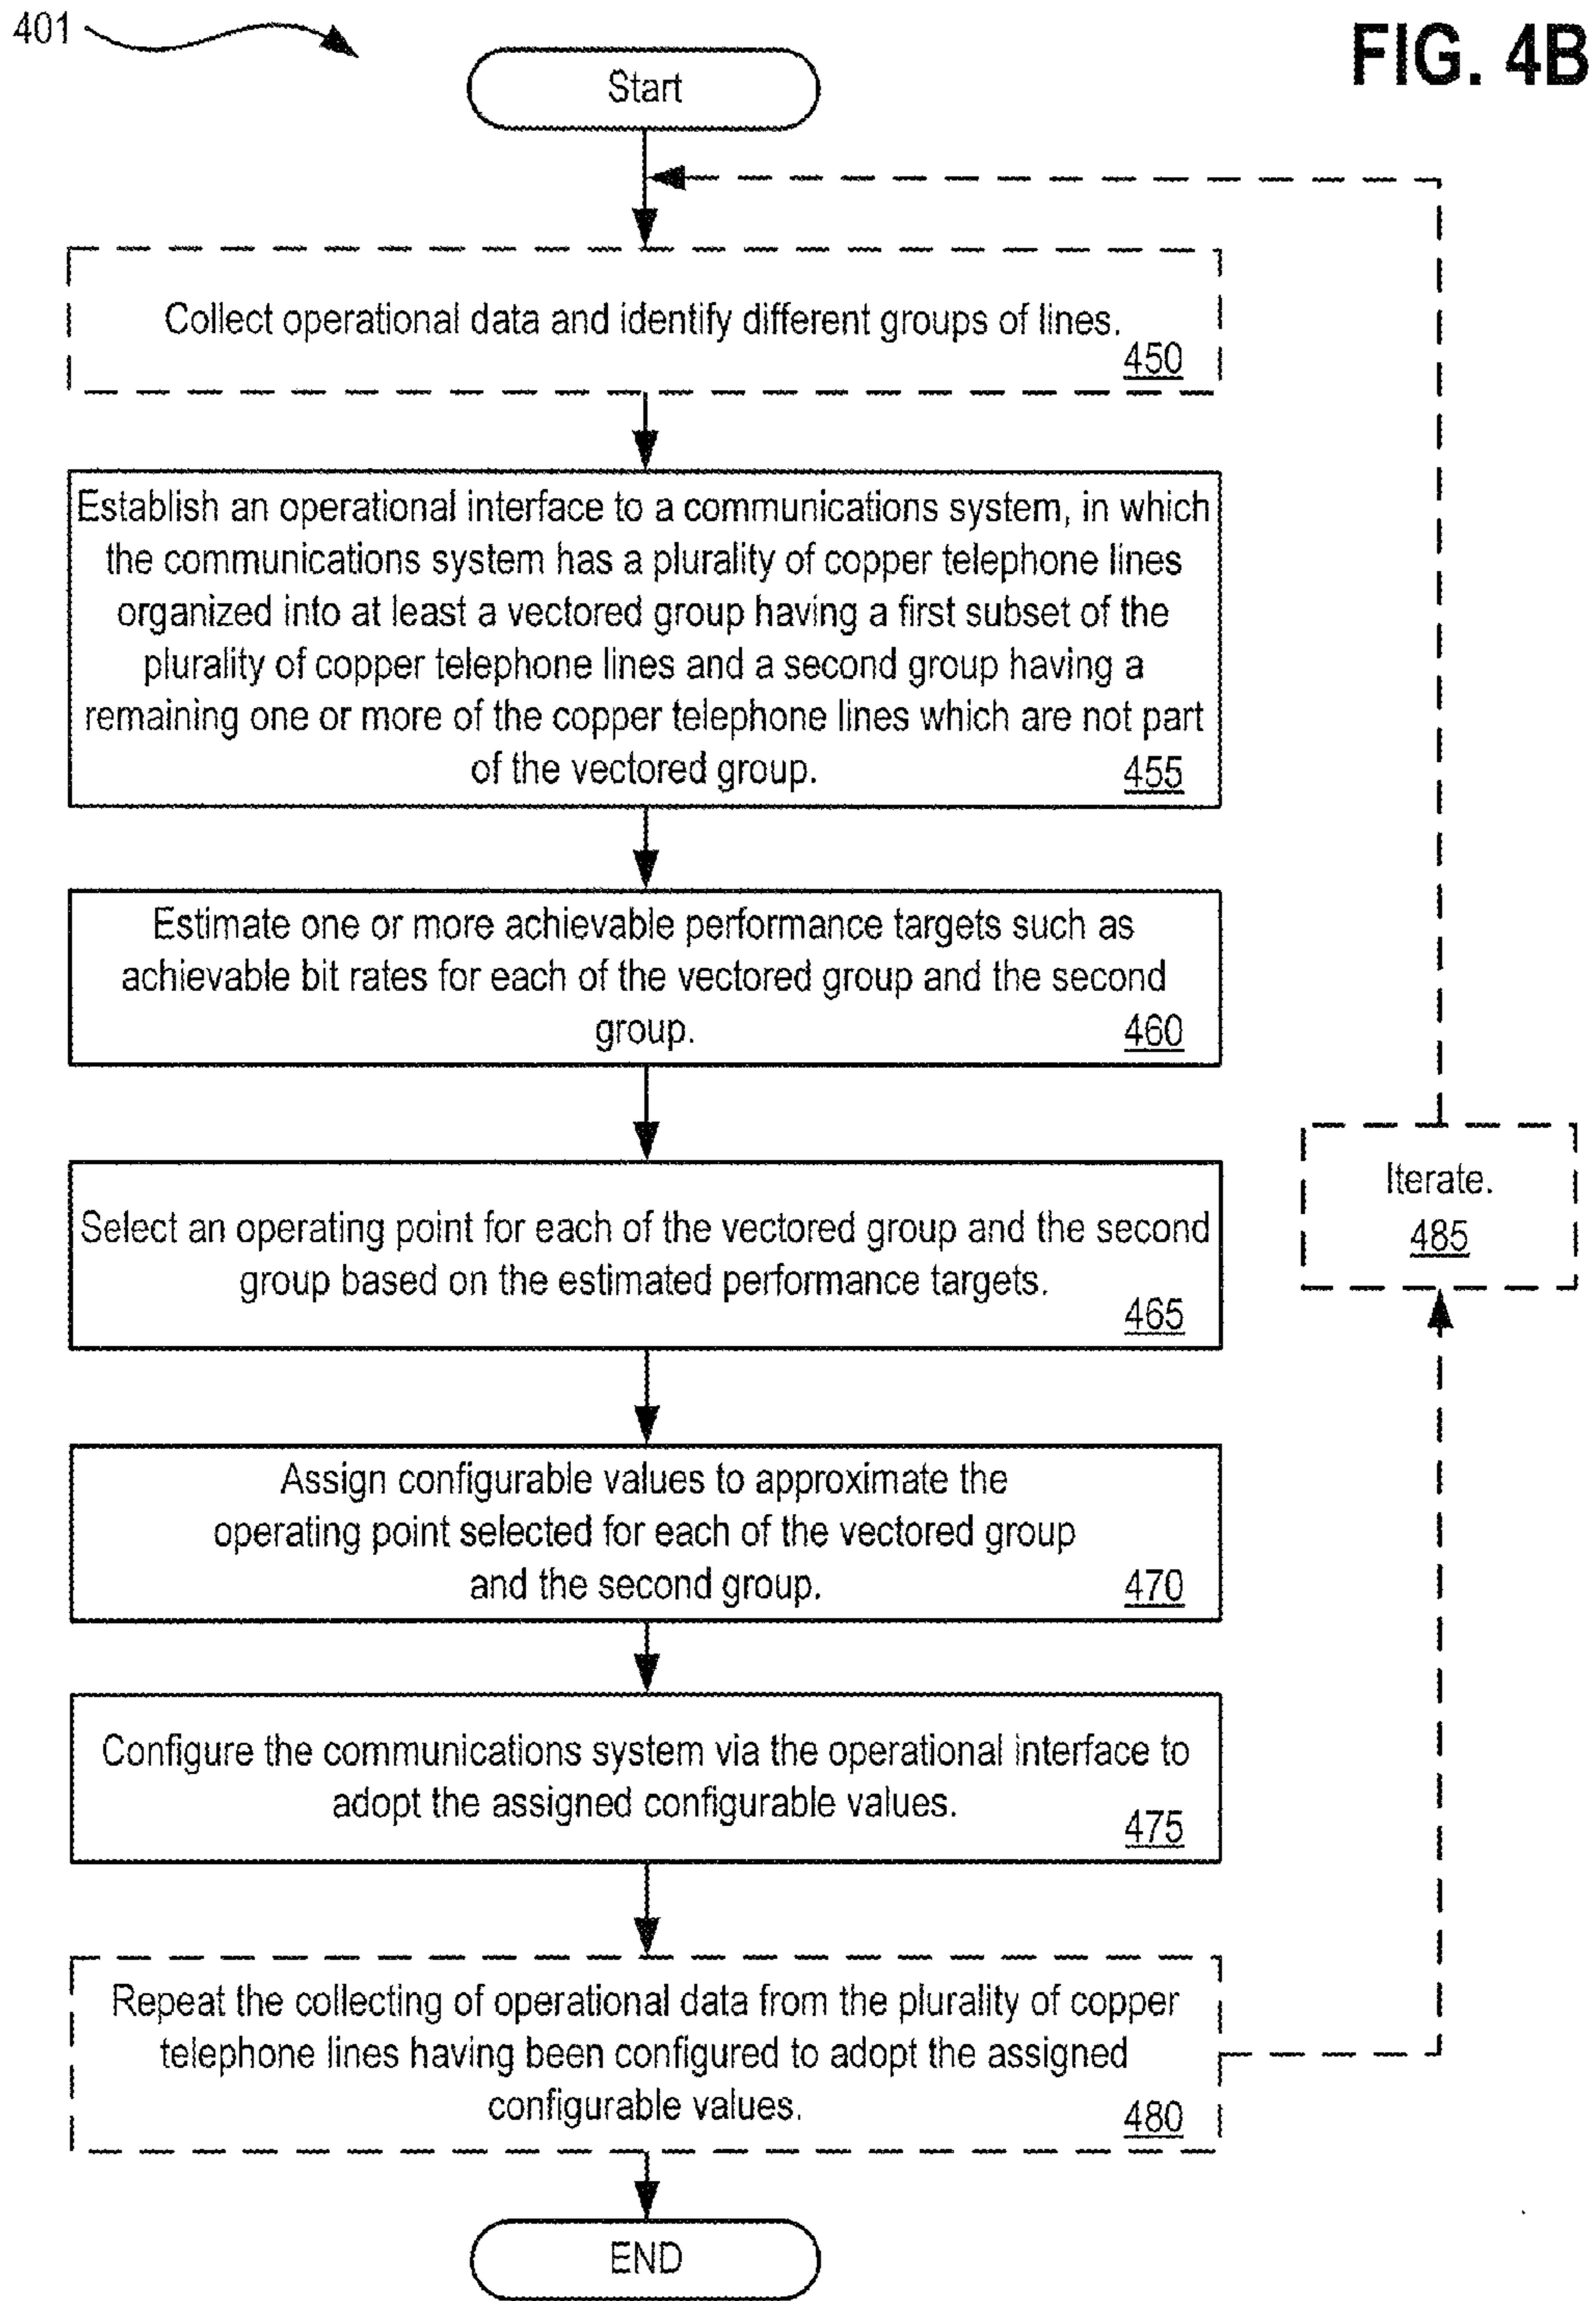 401
FIG. 4B
Start
Collect operational data and identify different groups of lines.
450
Establish an operational interface to a communications system, in which
the communications system has a plurality of copper telephone lines
organized into at least a vectored group having a first subset of the
plurality of copper telephone lines and a second group having a
remaining one or more of the copper telephone lines which are not part
of the vectored group.
455
Estimate one or more achievable performance targets such as
achievable bit rates for each of the vectored group and the second
group.
460
Select an operating point for each of the vectored group and the second
group based on the estimated performance targets.
465
Iterate.
485
Assign configurable values to approximate the
operating point selected for each of the vectored group
and the second group.
470
Configure the communications system via the operational interface to
adopt the assigned configurable values.
475
Repeat the collecting of operational data from the plurality of copper
telephone lines having been configured to adopt the assigned
configurable values.
480
END